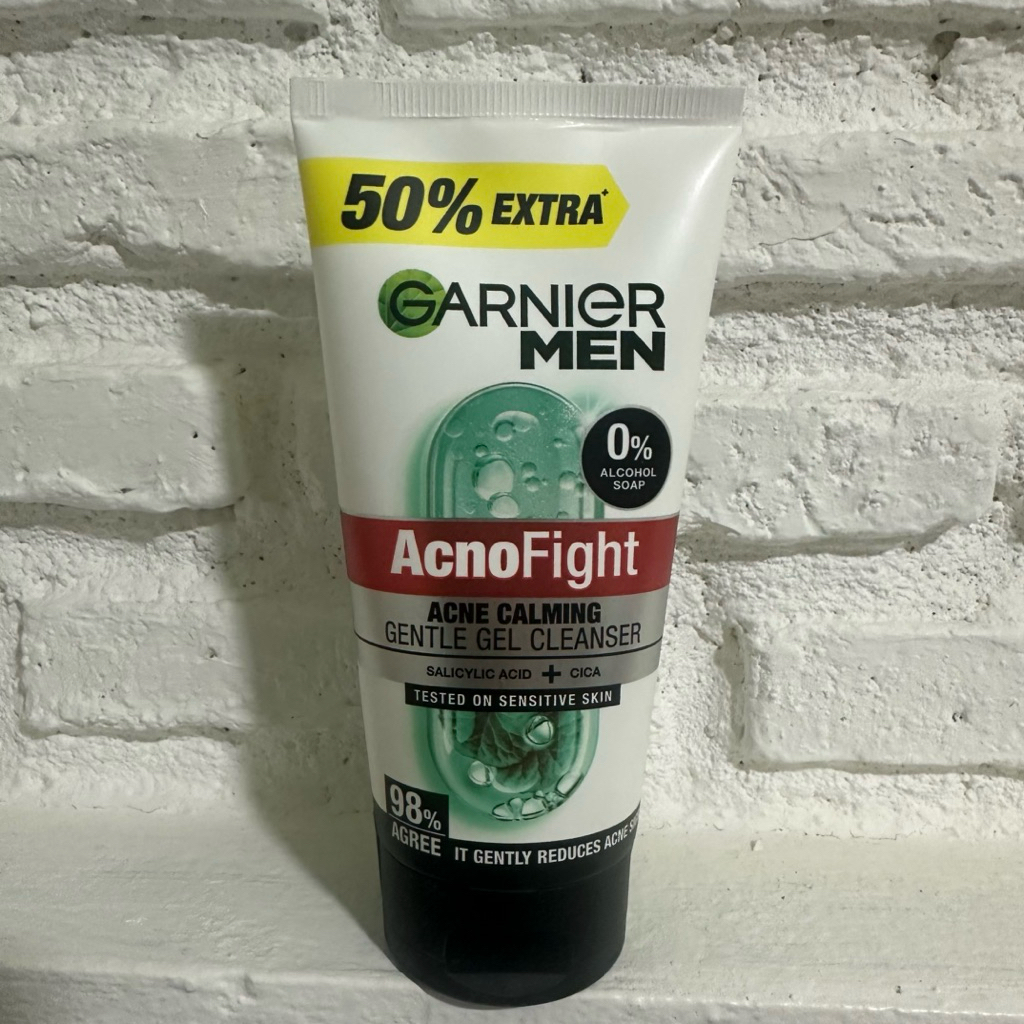 50% EXTRA+
GARNIER
MEN
0%
ALCOHOL
SOAP
AcnoFight
ACNE CALMING
GENTLE GEL CLEANSER
SALICYLIC ACID + CICA
TESTED ON SENSITIVE SKIN
98%
AGREE
IT GENTLY REDUCES ACNE